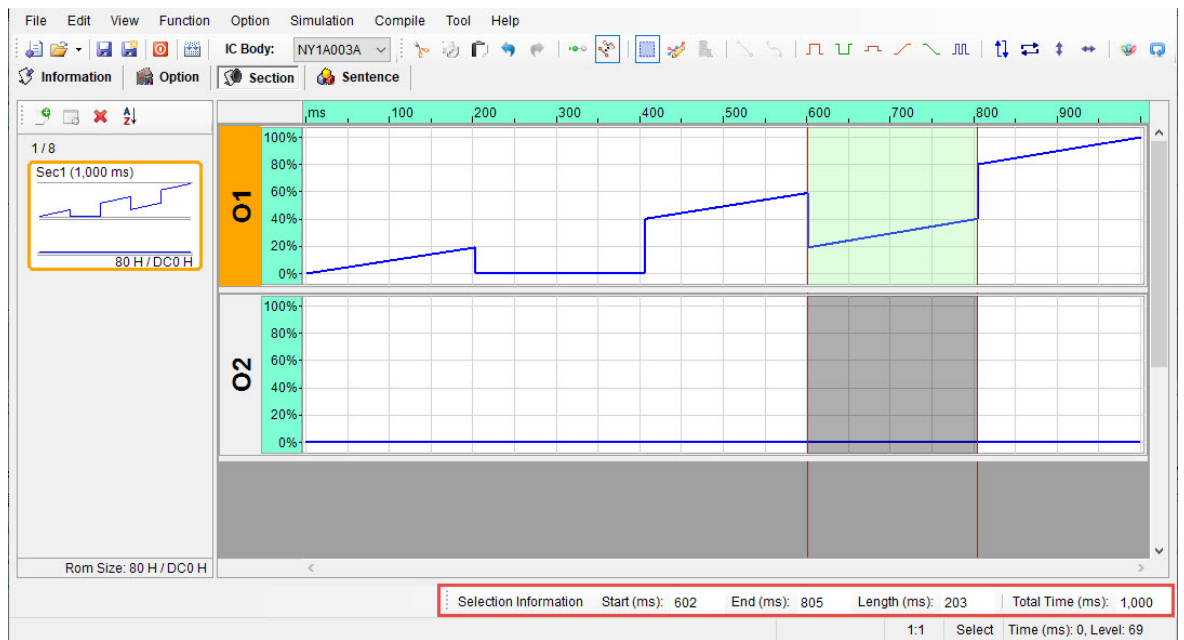 File Edit View Function Option Simulation Compile Tool Help
IC Body: NY1A003A
Information Option Section Sentence
1 / 8
Sec1 (1,000 ms)
80 H / DC0 H
Rom Size: 80 H / DC0 H
ms 100 200 300 400 500 600 700 800 900
O1
100%
80%
60%
40%
20%
0%
O2
100%
80%
60%
40%
20%
0%
Selection Information Start (ms): 602 End (ms): 805 Length (ms): 203 Total Time (ms): 1,000
1:1 Select Time (ms): 0, Level: 69